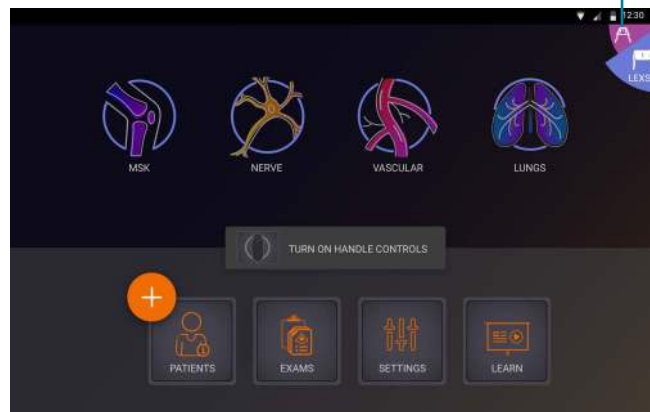 12:30
LEXS
MSK
NERVE
VASCULAR
LUNGS
TURN ON HANDLE CONTROLS
PATIENTS
EXAMS
SETTINGS
LEARN